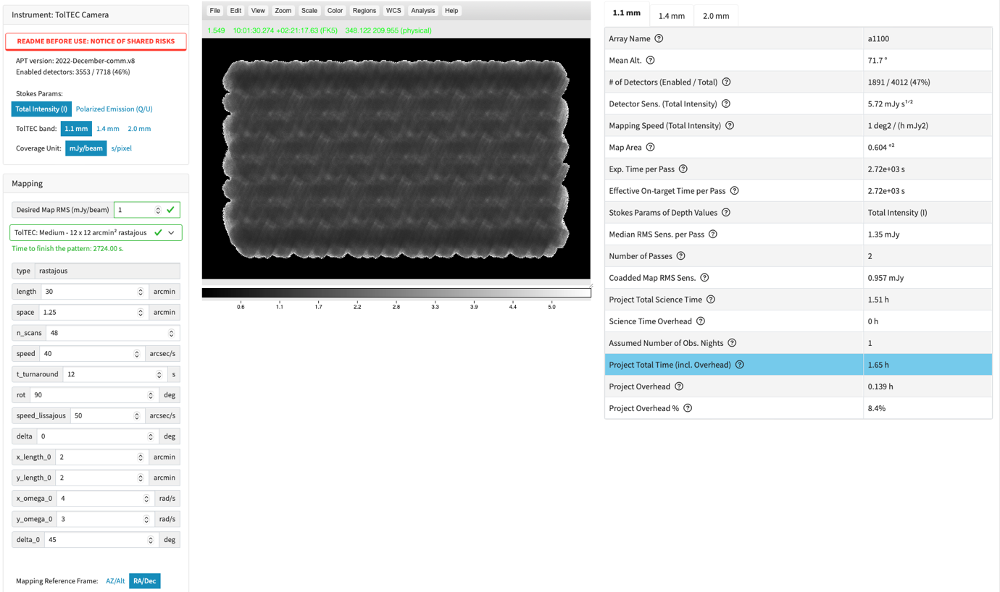 Instrument: TolTEC Camera
README BEFORE USE: NOTICE OF SHARED RISKS
APT version: 2022-December-comm.v8
Enabled detectors: 3553 / 7718 (46%)
Stokes Params:
Total Intensity (I) Polarized Emission (Q/U)
TolTEC band: 1.1 mm 1.4 mm 2.0 mm
Coverage Unit: mJy/beam s/pixel
Mapping
Desired Map RMS (mJy/beam) 1
TolTEC: Medium - 12 x 12 arcmin² rastajous
Time to finish the pattern: 2724.00 s.
type rastajous
length 30 arcmin
space 1.25 arcmin
n_scans 48
speed 40 arcsec/s
t_turnaround 12 s
rot 90 deg
speed_lissajous 50 arcsec/s
delta 0 deg
x_length_0 2 arcmin
y_length_0 2 arcmin
x_omega_0 4 rad/s
y_omega_0 3 rad/s
delta_0 45 deg
Mapping Reference Frame: AZ/Alt RA/Dec
File Edit View Zoom Scale Color Regions WCS Analysis Help
1.549 10:01:30.274 +02:21:17.63 (FK5) 348.122 209.955 (physical)
0.6 1.1 1.7 2.2 2.8 3.3 3.9 4.4 5.0
1.1 mm 1.4 mm 2.0 mm
Array Name ? a1100
Mean Alt. ? 71.7 °
# of Detectors (Enabled / Total) ? 1891 / 4012 (47%)
Detector Sens. (Total Intensity) ? 5.72 mJy s¹ᐟ²
Mapping Speed (Total Intensity) ? 1 deg2 / (h mJy2)
Map Area ? 0.604 °²
Exp. Time per Pass ? 2.72e+03 s
Effective On-target Time per Pass ? 2.72e+03 s
Stokes Params of Depth Values ? Total Intensity (I)
Median RMS Sens. per Pass ? 1.35 mJy
Number of Passes ? 2
Coadded Map RMS Sens. ? 0.957 mJy
Project Total Science Time ? 1.51 h
Science Time Overhead ? 0 h
Assumed Number of Obs. Nights ? 1
Project Total Time (incl. Overhead) ? 1.65 h
Project Overhead ? 0.139 h
Project Overhead % ? 8.4%